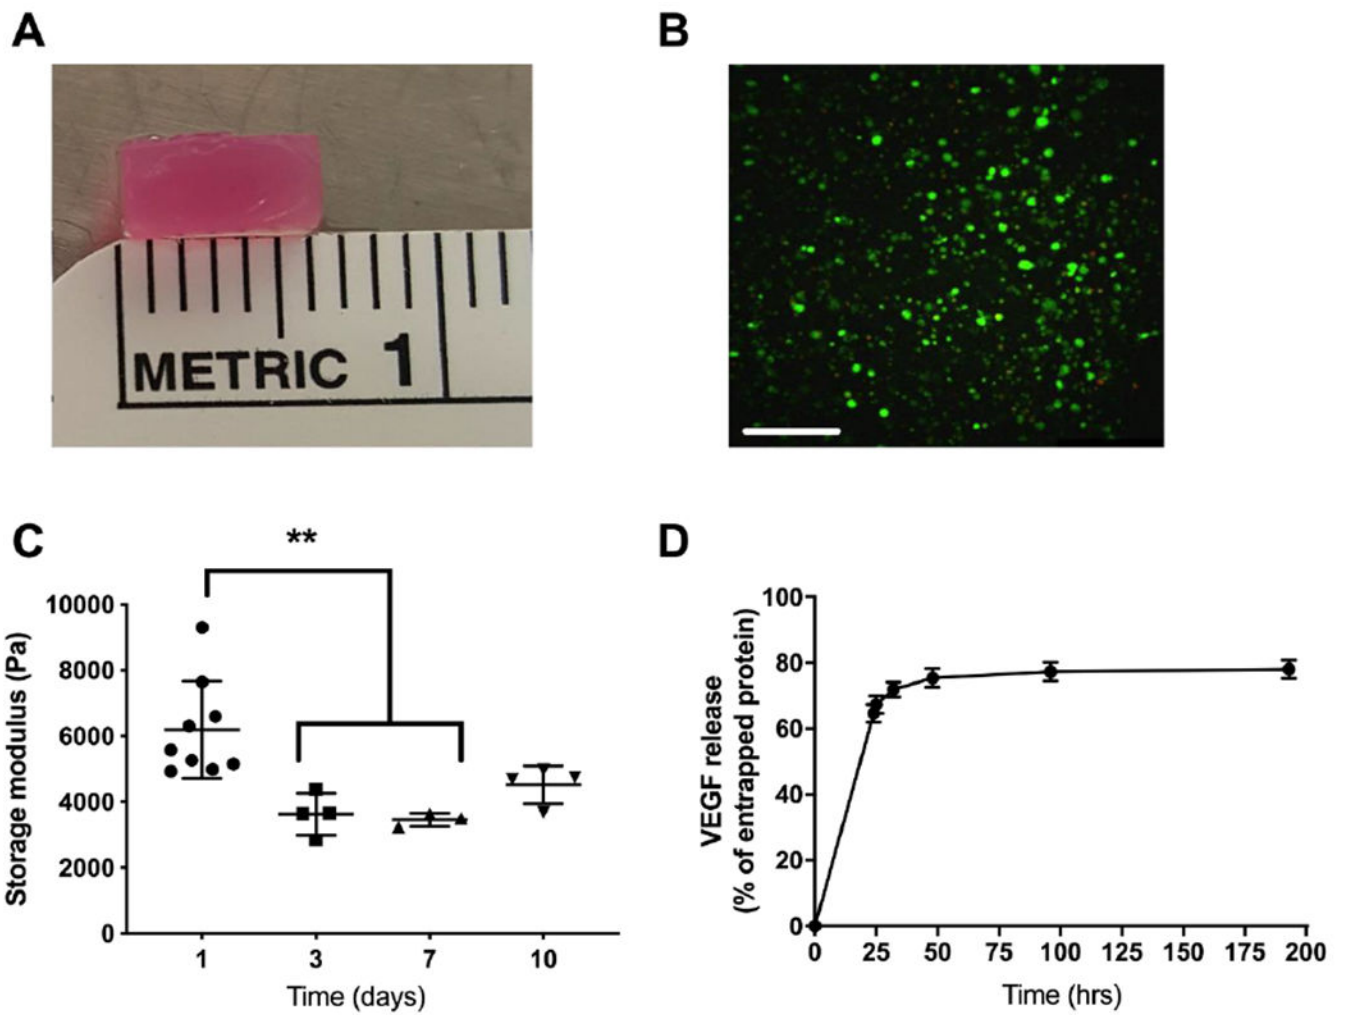 A
B
METRIC 1
C
**
Storage modulus (Pa)
10000
8000
6000
4000
2000
0
1 3 7 10
Time (days)
D
VEGF release
(% of entrapped protein)
100
80
60
40
20
0
0 25 50 75 100 125 150 175 200
Time (hrs)